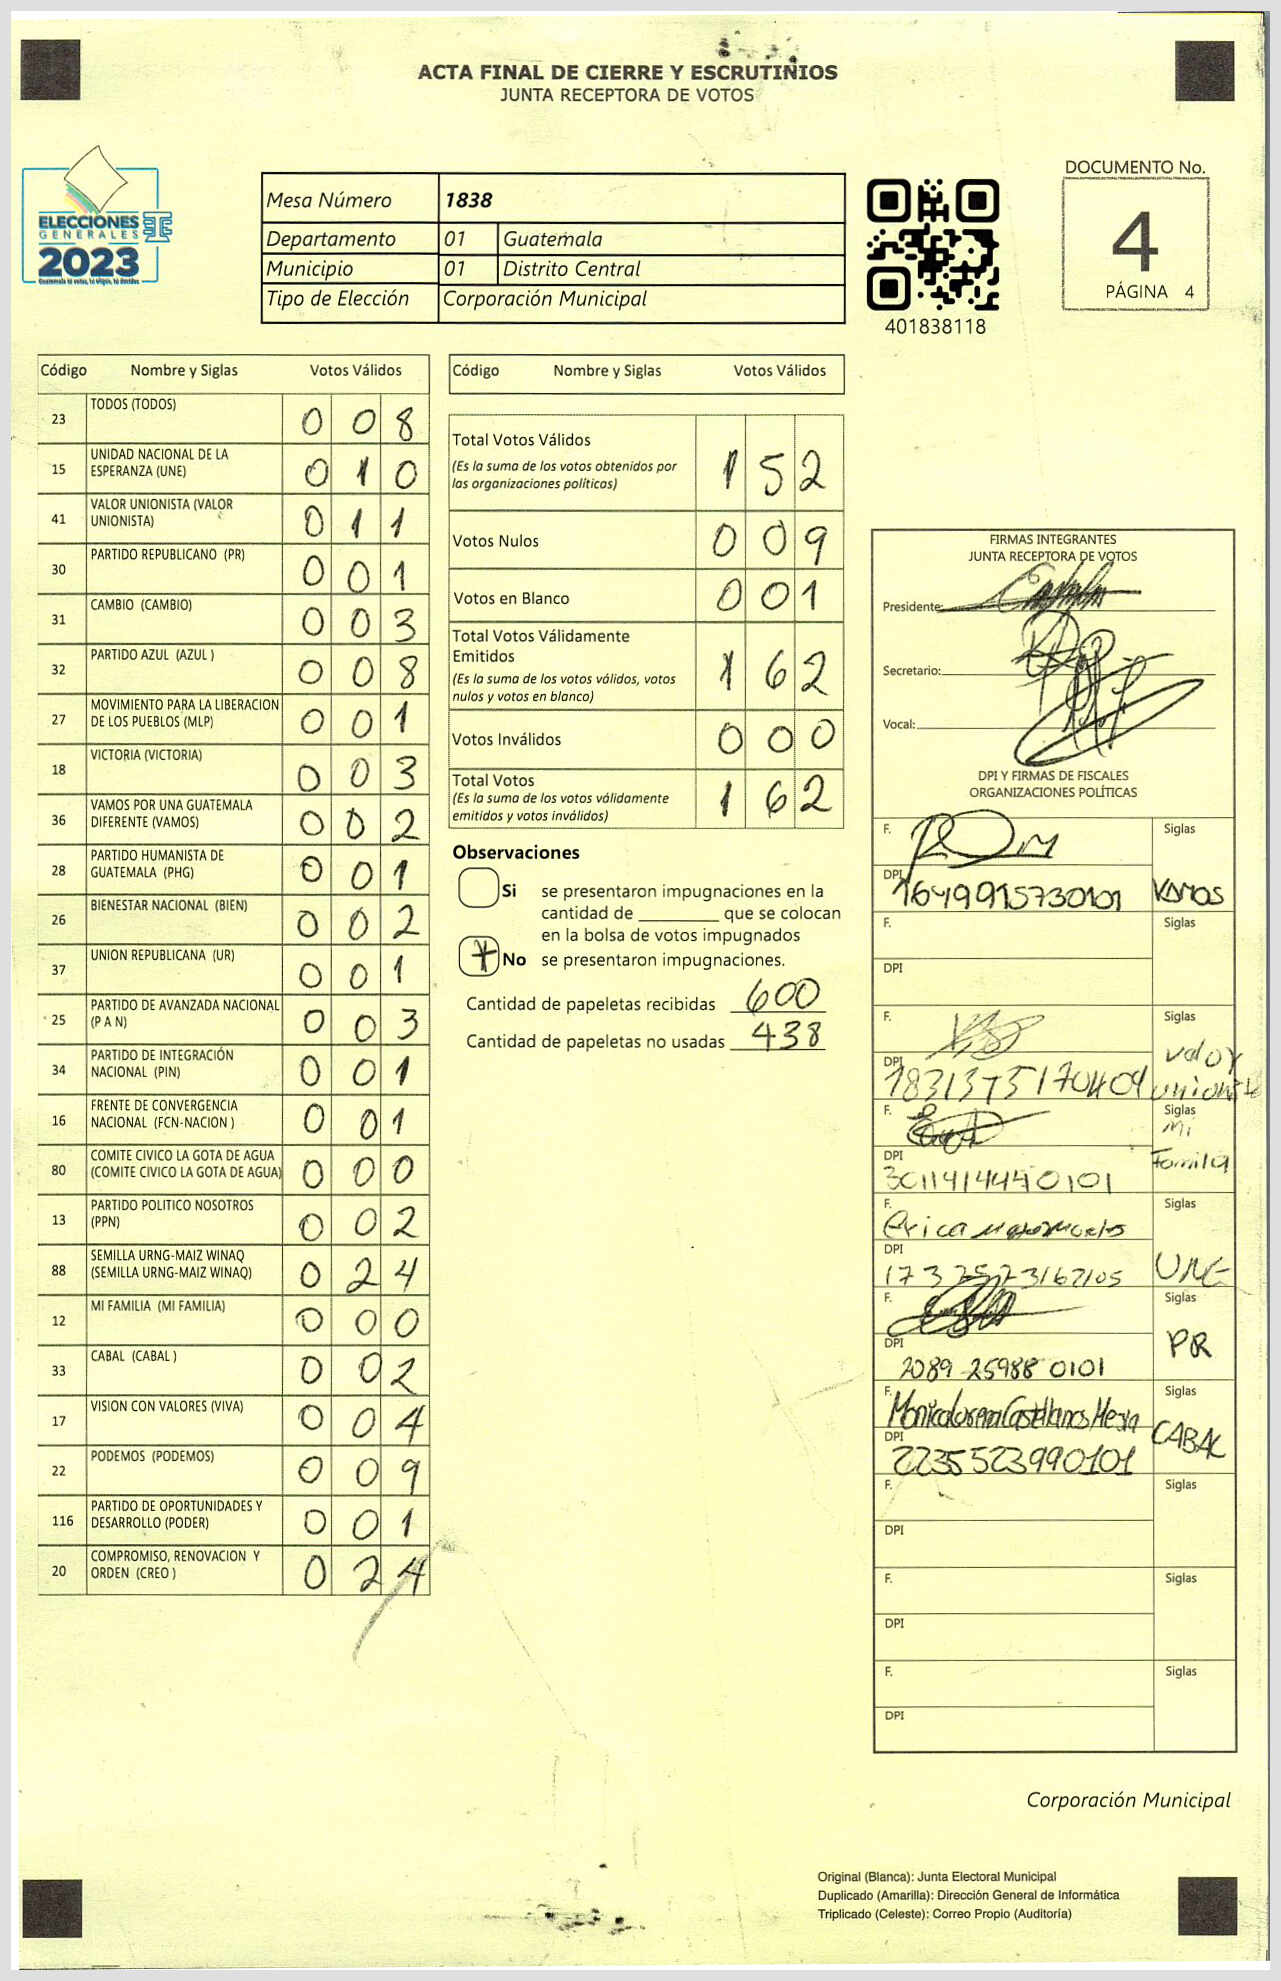 ACTA FINAL DE CIERRE Y ESCRUTINIOS
JUNTA RECEPTORA DE VOTOS
ELECCIONES
GENERALES
2023
Guatemala tú votas, tú eliges, tú decides
Mesa Número 1838
Departamento 01 Guatemala
Municipio 01 Distrito Central
Tipo de Elección Corporación Municipal
401838118
DOCUMENTO No.
4
PÁGINA 4
Código Nombre y Siglas Votos Válidos
23 TODOS (TODOS) 0 0 8
15 UNIDAD NACIONAL DE LA
ESPERANZA (UNE) 0 1 0
41 VALOR UNIONISTA (VALOR
UNIONISTA) 0 1 1
30 PARTIDO REPUBLICANO (PR) 0 0 1
31 CAMBIO (CAMBIO) 0 0 3
32 PARTIDO AZUL (AZUL ) 0 0 8
27 MOVIMIENTO PARA LA LIBERACION
DE LOS PUEBLOS (MLP) 0 0 1
18 VICTORIA (VICTORIA) 0 0 3
36 VAMOS POR UNA GUATEMALA
DIFERENTE (VAMOS) 0 0 2
28 PARTIDO HUMANISTA DE
GUATEMALA (PHG) 0 0 1
26 BIENESTAR NACIONAL (BIEN) 0 0 2
37 UNION REPUBLICANA (UR) 0 0 1
25 PARTIDO DE AVANZADA NACIONAL
(P A N) 0 0 3
34 PARTIDO DE INTEGRACIÓN
NACIONAL (PIN) 0 0 1
16 FRENTE DE CONVERGENCIA
NACIONAL (FCN-NACION ) 0 0 1
80 COMITE CIVICO LA GOTA DE AGUA
(COMITE CIVICO LA GOTA DE AGUA) 0 0 0
13 PARTIDO POLITICO NOSOTROS
(PPN) 0 0 2
88 SEMILLA URNG-MAIZ WINAQ
(SEMILLA URNG-MAIZ WINAQ) 0 2 4
12 MI FAMILIA (MI FAMILIA) 0 0 0
33 CABAL (CABAL ) 0 0 2
17 VISION CON VALORES (VIVA) 0 0 4
22 PODEMOS (PODEMOS) 0 0 9
116 PARTIDO DE OPORTUNIDADES Y
DESARROLLO (PODER) 0 0 1
20 COMPROMISO, RENOVACION Y
ORDEN (CREO ) 0 2 4
Código Nombre y Siglas Votos Válidos
Total Votos Válidos
(Es la suma de los votos obtenidos por
las organizaciones políticas) 1 5 2
Votos Nulos 0 0 9
Votos en Blanco 0 0 1
Total Votos Válidamente
Emitidos
(Es la suma de los votos válidos, votos
nulos y votos en blanco) 1 6 2
Votos Inválidos 0 0 0
Total Votos
(Es la suma de los votos válidamente
emitidos y votos inválidos) 1 6 2
Observaciones
Si se presentaron impugnaciones en la
cantidad de ________ que se colocan
en la bolsa de votos impugnados
No se presentaron impugnaciones.
Cantidad de papeletas recibidas 600
Cantidad de papeletas no usadas 438
FIRMAS INTEGRANTES
JUNTA RECEPTORA DE VOTOS
Presidente:
Secretario:
Vocal:
DPI Y FIRMAS DE FISCALES
ORGANIZACIONES POLÍTICAS
F. Siglas
DPI 1649915730101 VAMOS
F. Siglas
DPI
F. Siglas
DPI 1831375170409 Valor
Unionista
F. Siglas
Mi
DPI 3011414440101 Familia
F. Erica Siglas
DPI UNE
F. Siglas
DPI 2089 25988 0101 PR
F. Monica Lorena Castellanos Mejia Siglas
DPI 2235523990101 CABAL
F. Siglas
DPI
F. Siglas
DPI
F. Siglas
DPI
Corporación Municipal
Original (Blanca): Junta Electoral Municipal
Duplicado (Amarilla): Dirección General de Informática
Triplicado (Celeste): Correo Propio (Auditoría)